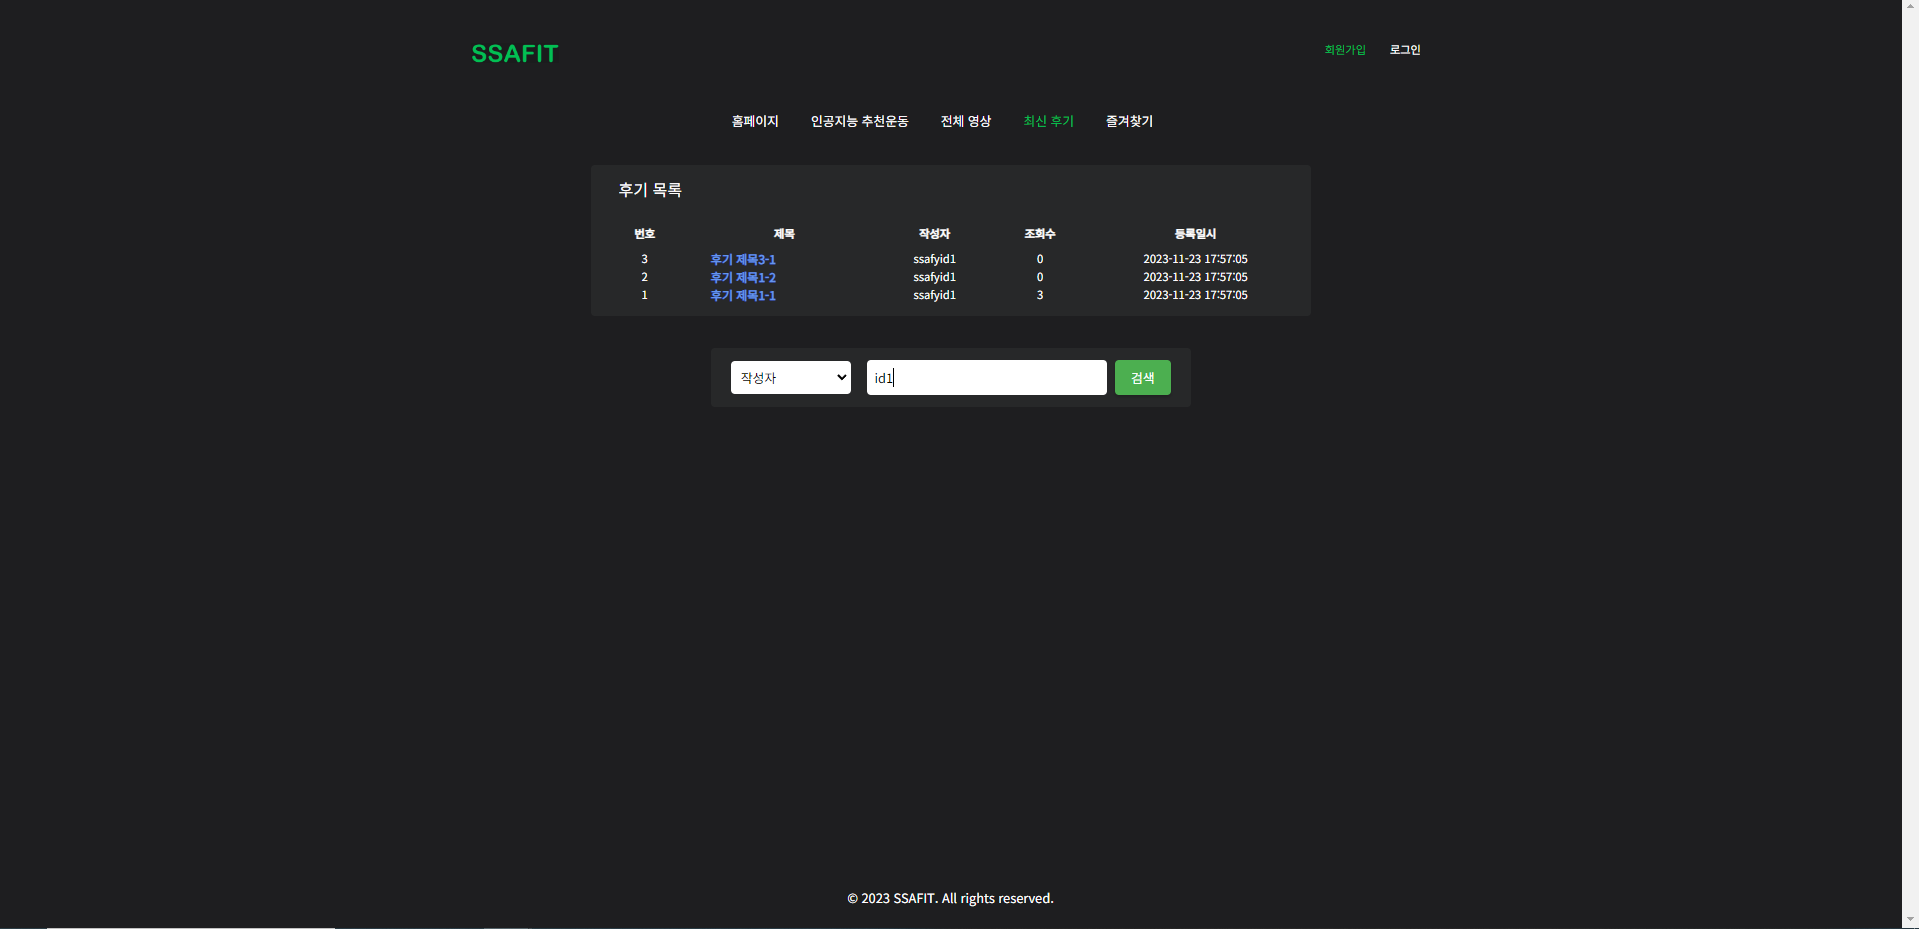 SSAFIT 회원가입 로그인
홈페이지 인공지능 추천운동 전체 영상 최신 후기 즐겨찾기
후기 목록
번호 제목 작성자 조회수 등록일시
3 후기 제목3-1 ssafyid1 0 2023-11-23 17:57:05
2 후기 제목1-2 ssafyid1 0 2023-11-23 17:57:05
1 후기 제목1-1 ssafyid1 3 2023-11-23 17:57:05
작성자 id1 검색
© 2023 SSAFIT. All rights reserved.